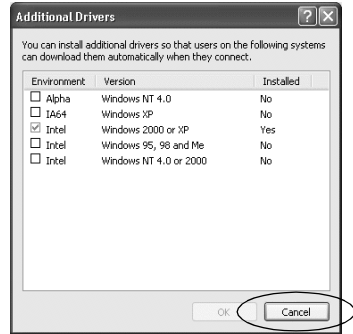 Additional Drivers
You can install additional drivers so that users on the following systems
can download them automatically when they connect.
Environment Version Installed
Alpha Windows NT 4.0 No
IA64 Windows XP No
Intel Windows 2000 or XP Yes
Intel Windows 95, 98 and Me No
Intel Windows NT 4.0 or 2000 No
OK Cancel